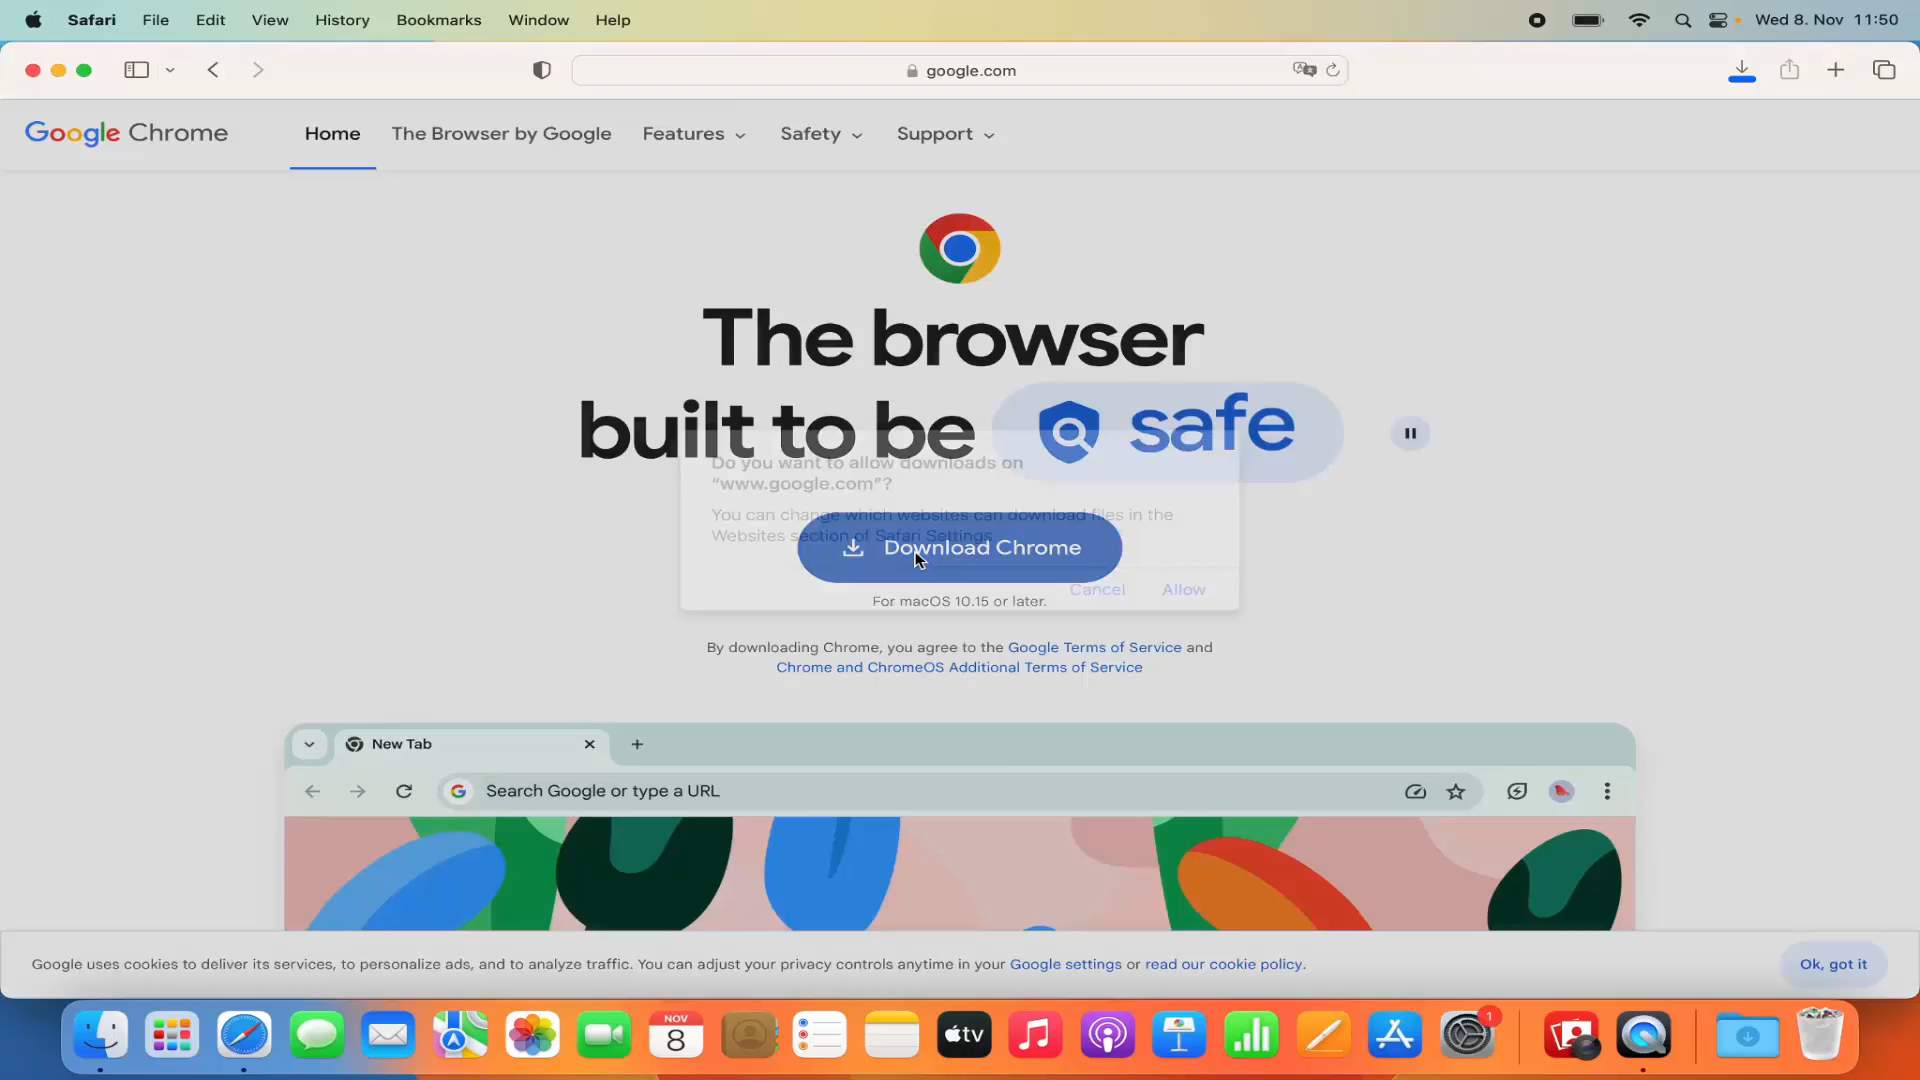 Safari File Edit View History Bookmarks Window Help Wed 8. Nov 11:50
google.com
Google Chrome Home The Browser by Google Features Safety Support
The browser
built to be safe
Do you want to allow downloads on
“www.google.com”?
You can change which websites can download files in the
Websites section of Safari Settings.
Download Chrome
Cancel Allow
For macOS 10.15 or later.
By downloading Chrome, you agree to the Google Terms of Service and
Chrome and ChromeOS Additional Terms of Service
New Tab
G Search Google or type a URL
Google uses cookies to deliver its services, to personalize ads, and to analyze traffic. You can adjust your privacy controls anytime in your Google settings or read our cookie policy.
Ok, got it
NOV
8
tv
1